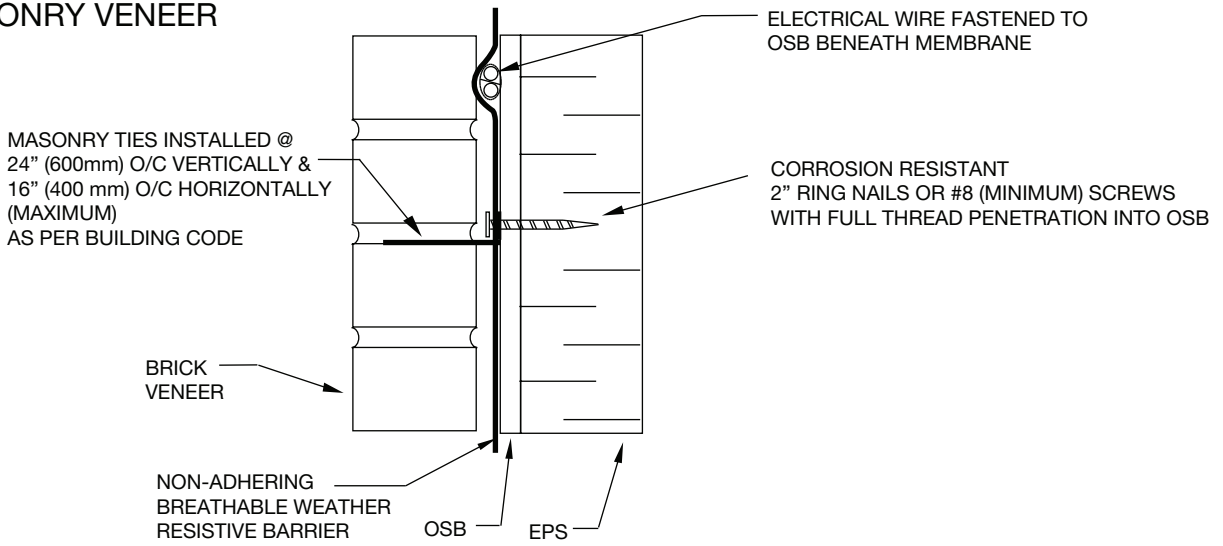 ONRY VENEER
ELECTRICAL WIRE FASTENED TO
OSB BENEATH MEMBRANE
MASONRY TIES INSTALLED @
24” (600mm) O/C VERTICALLY &
16” (400 mm) O/C HORIZONTALLY
(MAXIMUM)
AS PER BUILDING CODE
CORROSION RESISTANT
2” RING NAILS OR #8 (MINIMUM) SCREWS
WITH FULL THREAD PENETRATION INTO OSB
BRICK
VENEER
NON-ADHERING
BREATHABLE WEATHER
RESISTIVE BARRIER
OSB
EPS